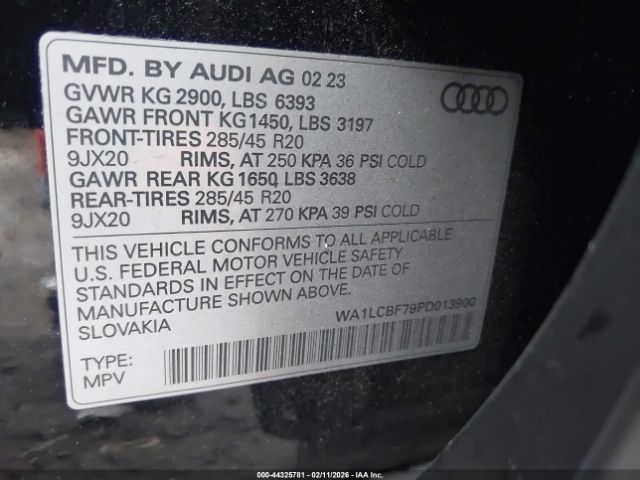 MFD. BY AUDI AG 02 23
GVWR KG 2900, LBS 6393
GAWR FRONT KG 1450, LBS 3197
FRONT-TIRES 285/45 R20
9JX20 RIMS, AT 250 KPA 36 PSI COLD
GAWR REAR KG 1650, LBS 3638
REAR-TIRES 285/45 R20
9JX20 RIMS, AT 270 KPA 39 PSI COLD
THIS VEHICLE CONFORMS TO ALL APPLICABLE
U.S. FEDERAL MOTOR VEHICLE SAFETY
STANDARDS IN EFFECT ON THE DATE OF
MANUFACTURE SHOWN ABOVE.
SLOVAKIA
WA1LCBF79PD013900
TYPE:
MPV
000-44325781 - 02/11/2026 - IAAI.COM